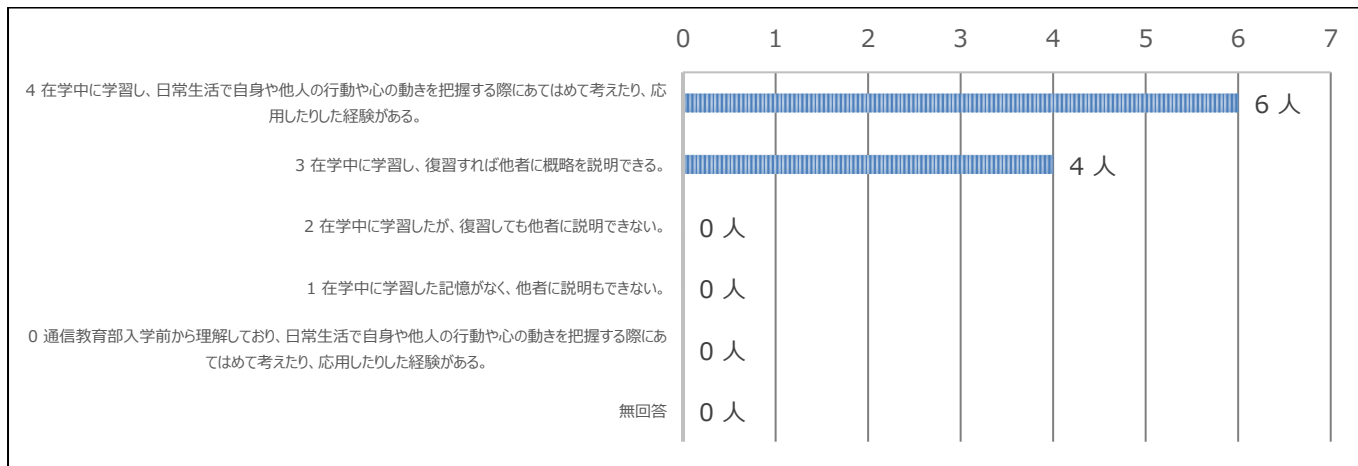 0 1 2 3 4 5 6 7
4 在学中に学習し、日常生活で自身や他人の行動や心の動きを把握する際にあてはめて考えたり、応
用したりした経験がある。
6 人
3 在学中に学習し、復習すれば他者に概略を説明できる。
4 人
2 在学中に学習したが、復習しても他者に説明できない。
0 人
1 在学中に学習した記憶がなく、他者に説明もできない。
0 人
0 通信教育部入学前から理解しており、日常生活で自身や他人の行動や心の動きを把握する際にあ
てはめて考えたり、応用したりした経験がある。
0 人
無回答
0 人